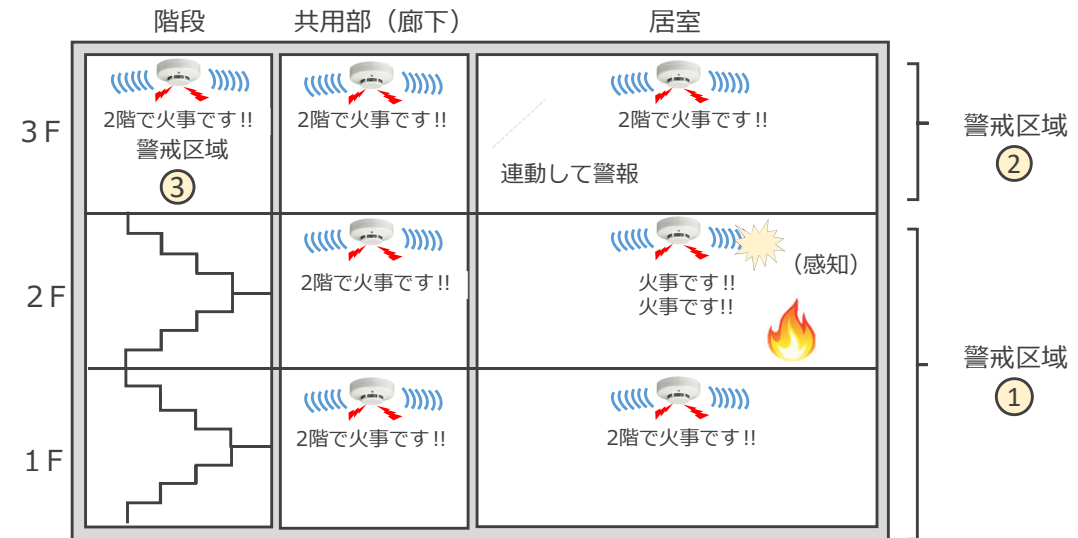 階段
共用部（廊下）
居室
3F
2階で火事です!!
2階で火事です!!
2階で火事です!!
警戒区域
③
連動して警報
警戒区域
②
2F
2階で火事です!!
火事です!!
火事です!!
（感知）
警戒区域
①
1F
2階で火事です!!
2階で火事です!!